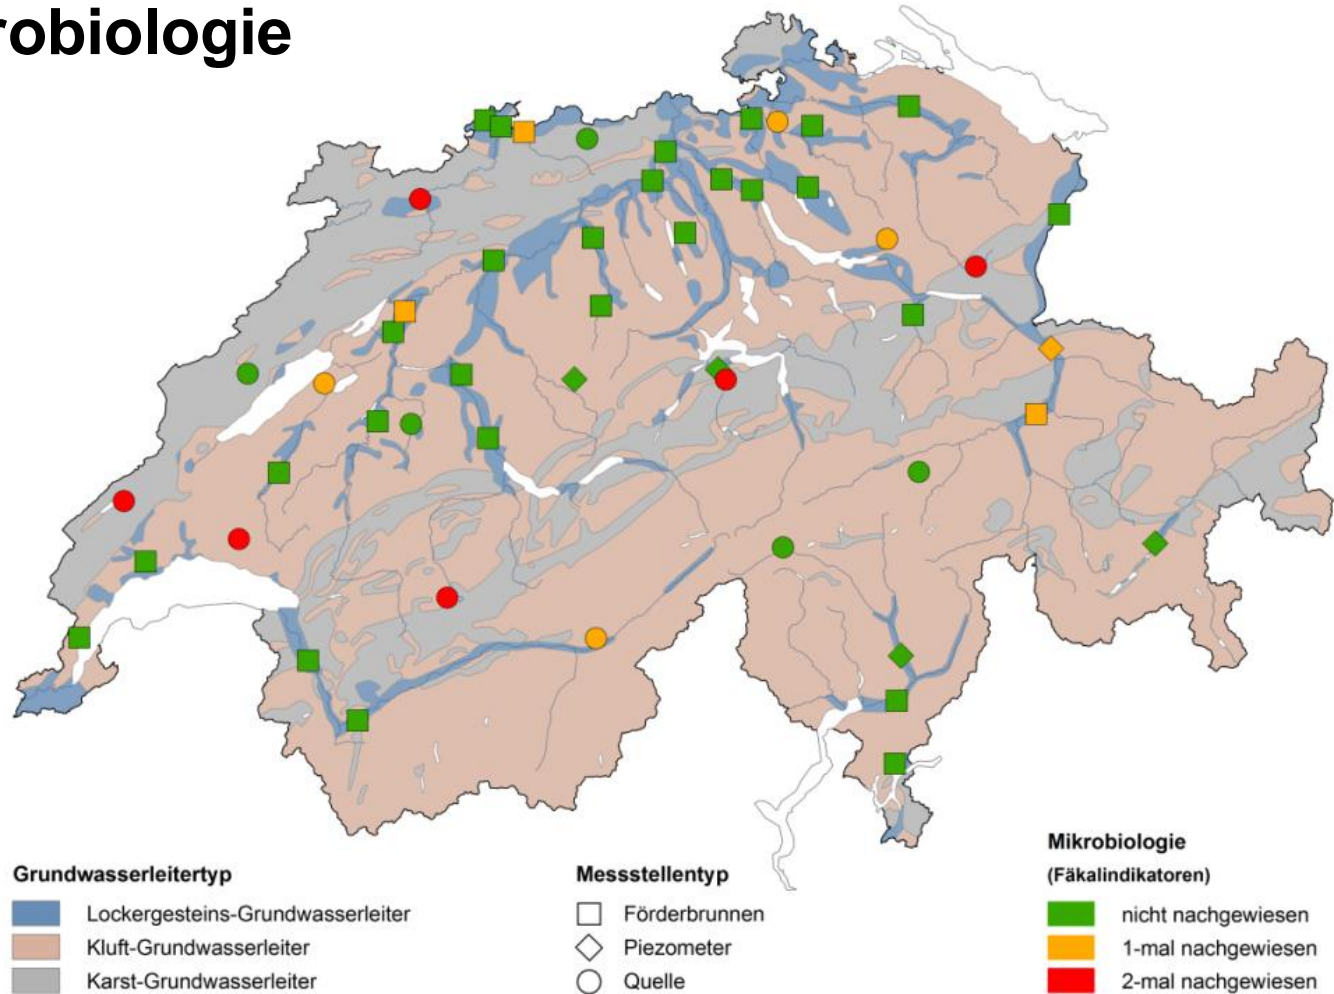 robiologie
Grundwasserleitertyp
Lockergesteins-Grundwasserleiter
Kluft-Grundwasserleiter
Karst-Grundwasserleiter
Messstellentyp
Förderbrunnen
Piezometer
Quelle
Mikrobiologie
(Fäkalindikatoren)
nicht nachgewiesen
1-mal nachgewiesen
2-mal nachgewiesen